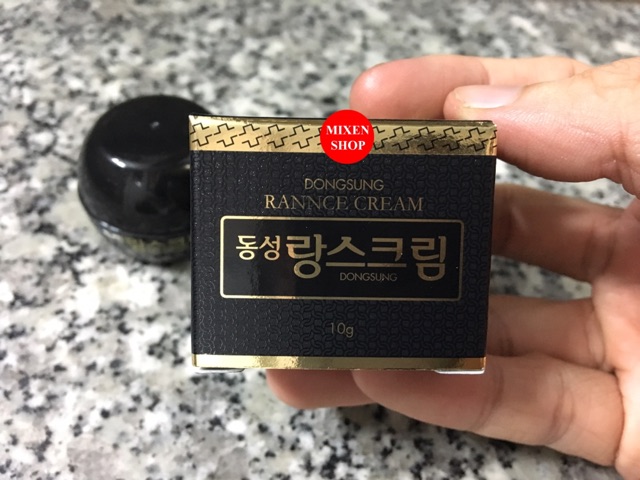 MIXEN
SHOP
DONGSUNG
RANNCE CREAM
동성 랑스크림
DONGSUNG
10g